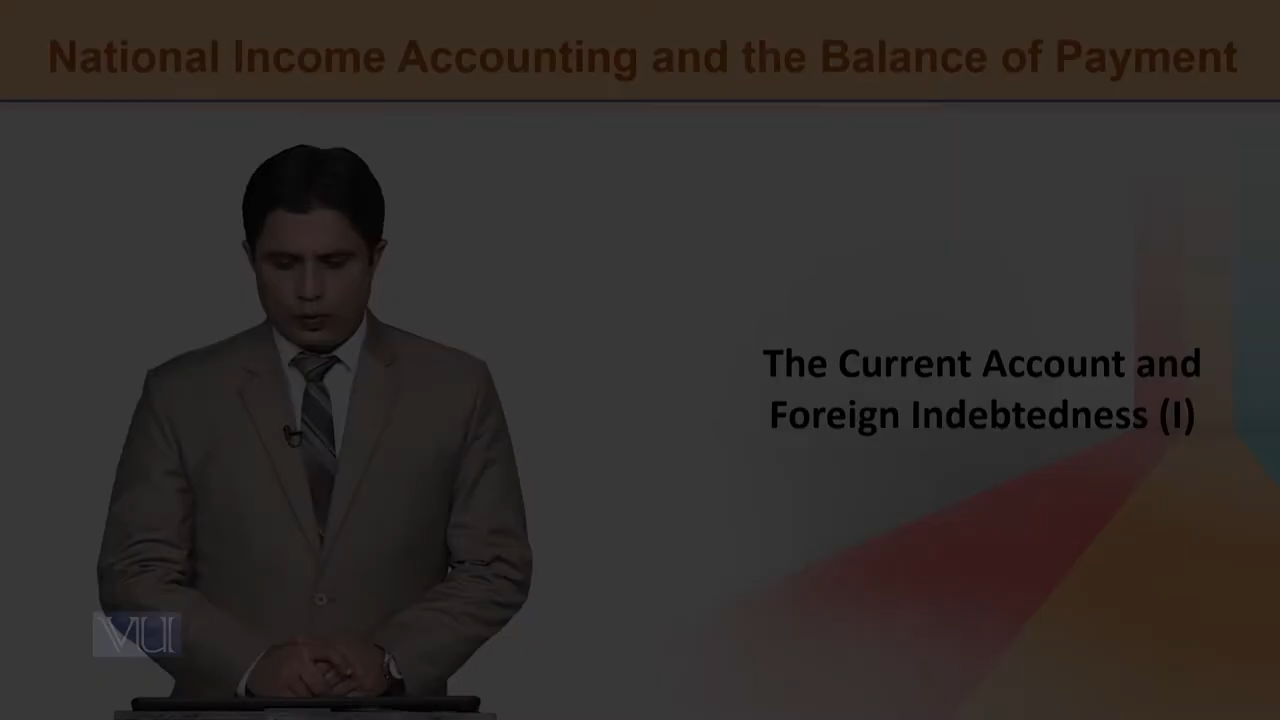 National Income Accounting and the Balance of Payment
The Current Account and
Foreign Indebtedness (I)
VU